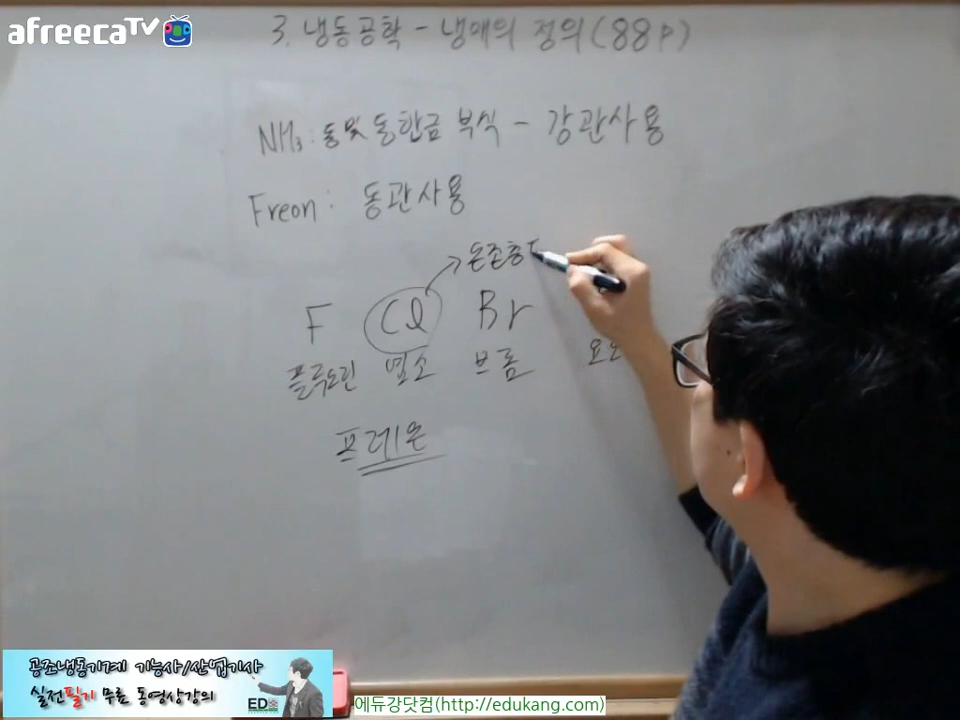 afreecaTV
3. 냉동공학 - 냉매의 정의(88p)
NH₃ : 동및 동합금 부식 - 강관사용
Freon : 동관사용
오존층
F Cl Br
플루오린 염소 브롬 요오
프레온
공조냉동기계 기능사/산업기사
실전필기 무료 동영상강의
ED
에듀강닷컴(http://edukang.com)